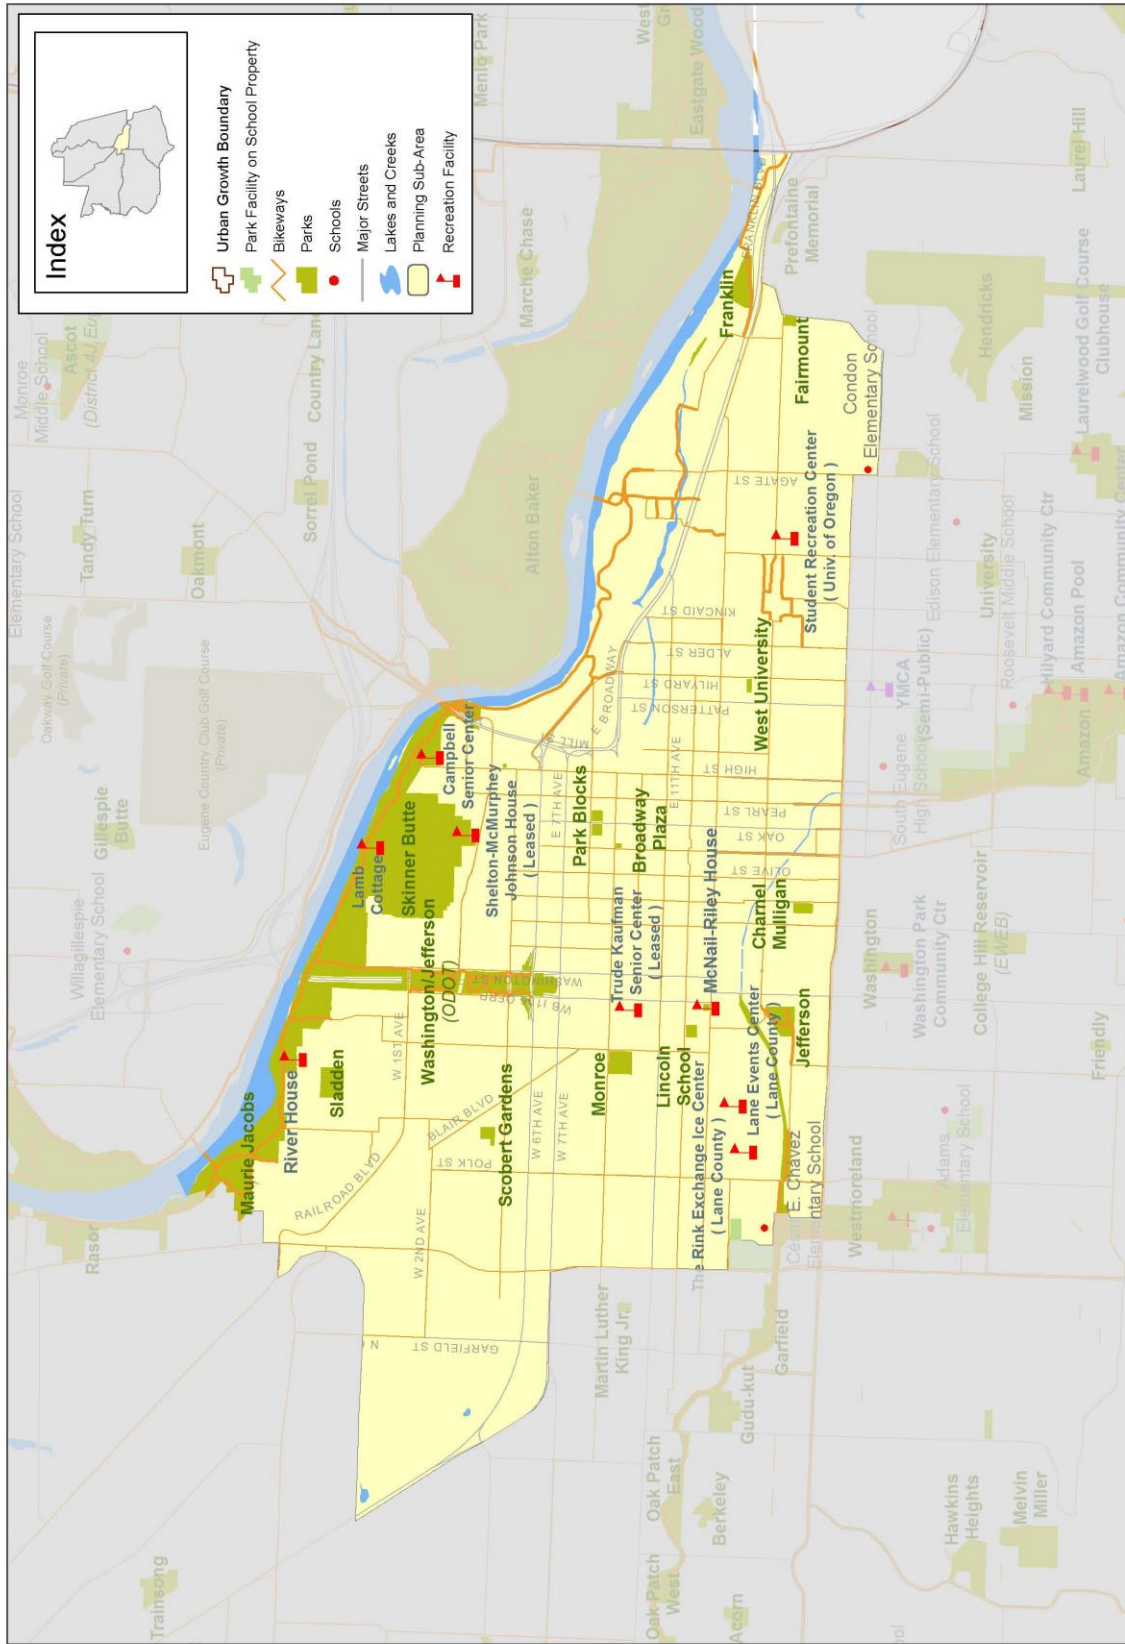 Index
Urban Growth Boundary
Park Facility on School Property
Bikeways
Parks
Schools
Major Streets
Lakes and Creeks
Planning Sub-Area
Recreation Facility
Trainsong
Rasor
Willagillespie
Elementary School
Gillespie
Butte
Eugene Country Club Golf Course
(Private)
Oakway Golf Course
(Private)
Elementary School
Tandy Turn
Oakmont
Monroe
Middle School
Ascot
(District 4J
Sorrel Pond
Country Lane
Marche Chase
Menlo Park
West
Eastgate Wood
Alton Baker
Maurie Jacobs
River House
Sladden
Lamb
Cottage
Skinner Butte
Campbell
Senior Center
Shelton-McMurphey
Johnson House
( Leased )
Washington/Jefferson
(ODOT)
RAILROAD BLVD
W 1ST AVE
W 2ND AVE
BLAIR BLVD
POLK ST
GARFIELD ST
N
Scobert Gardens
W 6TH AVE
W 7TH AVE
WASHINGTON ST
E 7TH AVE
MILL
E BROADWAY
Park Blocks
Broadway
Plaza
Monroe
Trude Kaufman
Senior Center
( Leased )
Lincoln
School
McNail-Riley House
E 11TH AVE
HIGH ST
PEARL ST
OAK ST
OLIVE ST
PATTERSON ST
HILYARD ST
ALDER ST
KINCAID ST
AGATE ST
FRANKLIN BLVD
Franklin
Fairmount
Prefontaine
Memorial
West University
Student Recreation Center
( Univ. of Oregon )
Condon
Elementary School
Charnel
Mulligan
Jefferson
Lane Events Center
( Lane County )
The Rink Exchange Ice Center
( Lane County )
E. Chavez
Elementary School
Martin Luther
King Jr.
Garfield
Gudu-kut
Oak Patch
East
Oak Patch
West
Berkeley
Acorn
Hawkins
Heights
Melvin
Miller
Westmoreland
Adams
Elementary School
Friendly
Washington
Washington Park
Community Ctr
College Hill Reservoir
(EWEB)
South Eugene
High School
YMCA
(Semi-Public)
Edison Elementary School
Roosevelt Middle School
University
Hilyard Community Ctr
Amazon Pool
Amazon
Amazon Community Center
Hendricks
Mission
Laurelwood Golf Course
Clubhouse
Laurel Hill